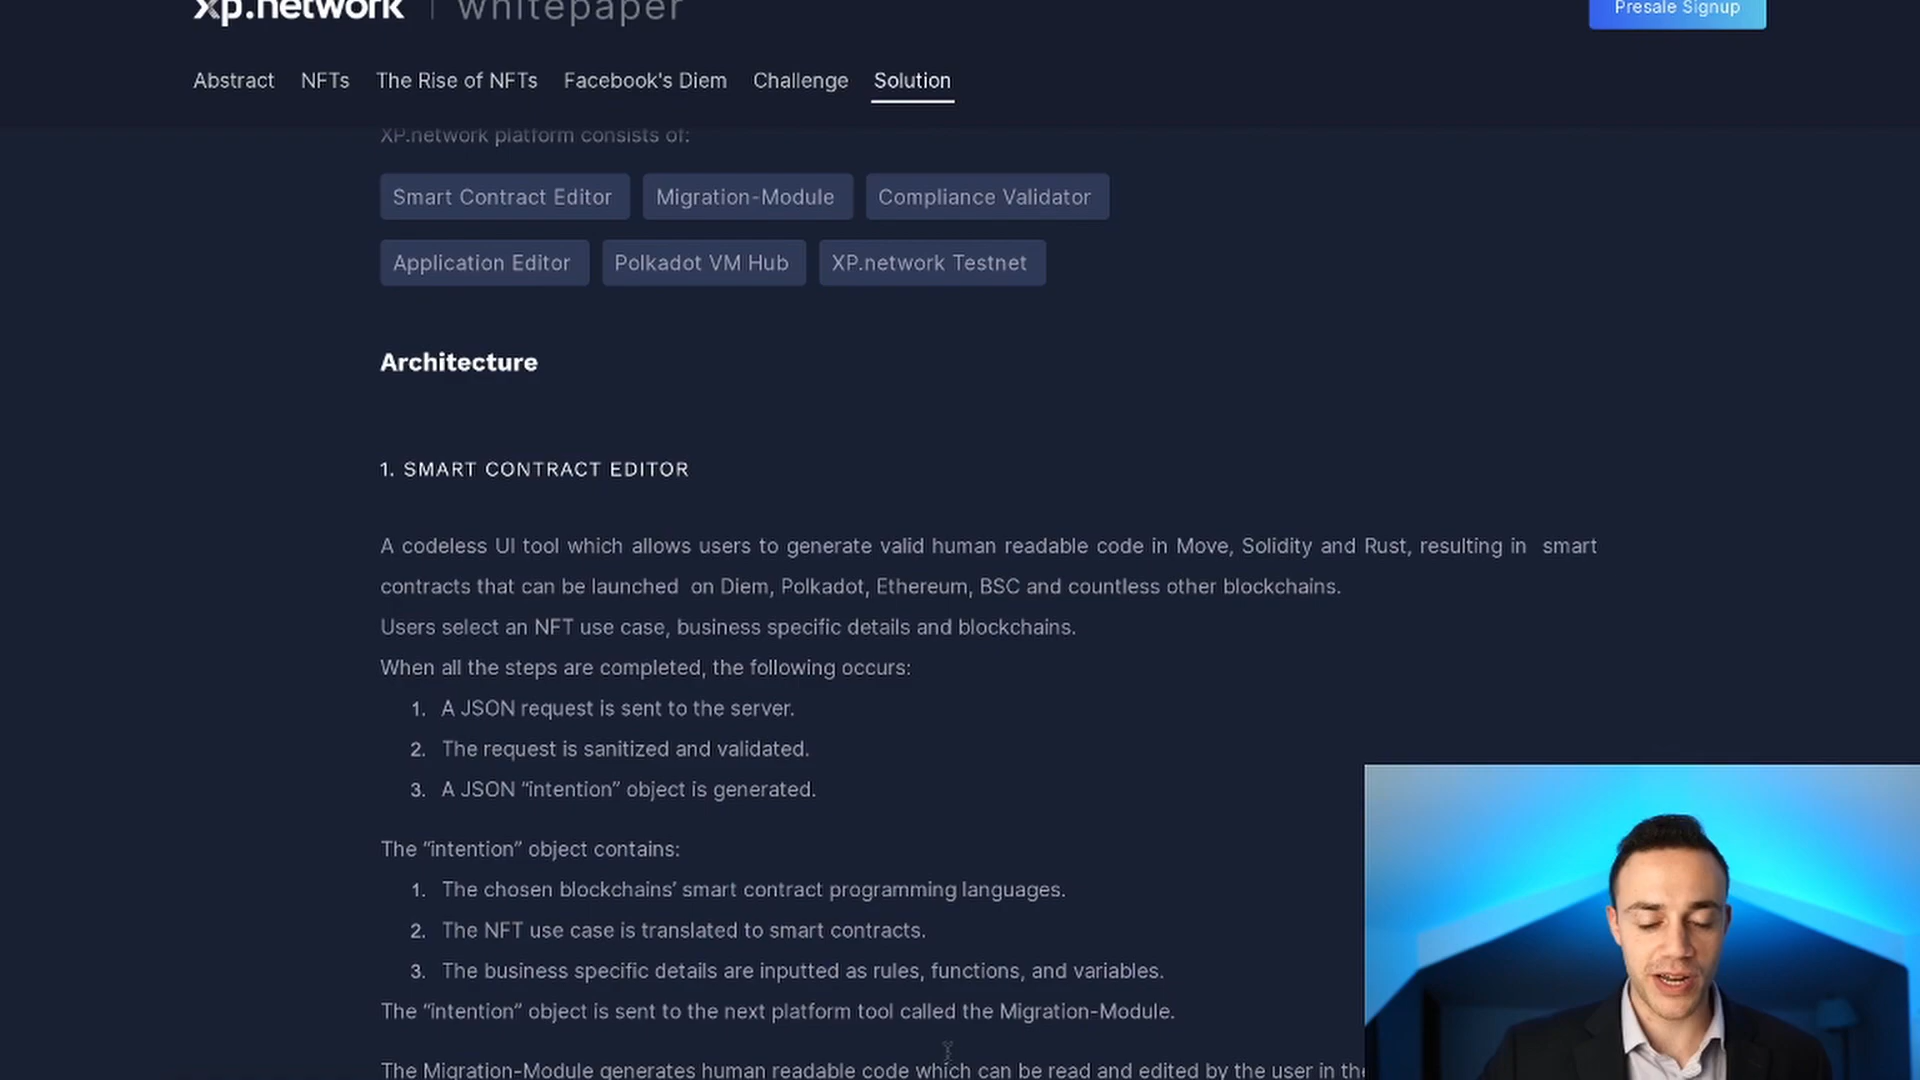 xp.network | whitepaper
Presale Signup
Abstract NFTs The Rise of NFTs Facebook's Diem Challenge Solution
XP.network platform consists of:
Smart Contract Editor Migration-Module Compliance Validator
Application Editor Polkadot VM Hub XP.network Testnet
Architecture
1. SMART CONTRACT EDITOR
A codeless UI tool which allows users to generate valid human readable code in Move, Solidity and Rust, resulting in smart
contracts that can be launched on Diem, Polkadot, Ethereum, BSC and countless other blockchains.
Users select an NFT use case, business specific details and blockchains.
When all the steps are completed, the following occurs:
1. A JSON request is sent to the server.
2. The request is sanitized and validated.
3. A JSON “intention” object is generated.
The “intention” object contains:
1. The chosen blockchains’ smart contract programming languages.
2. The NFT use case is translated to smart contracts.
3. The business specific details are inputted as rules, functions, and variables.
The “intention” object is sent to the next platform tool called the Migration-Module.
The Migration-Module generates human readable code which can be read and edited by the user in the